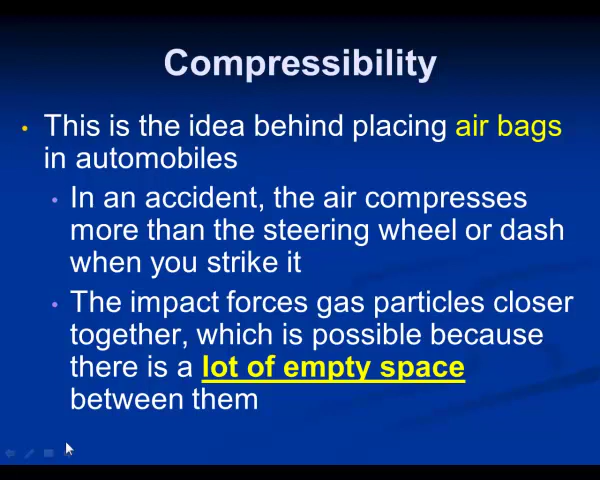 Compressibility
• This is the idea behind placing air bags
in automobiles
• In an accident, the air compresses
more than the steering wheel or dash
when you strike it
• The impact forces gas particles closer
together, which is possible because
there is a lot of empty space
between them